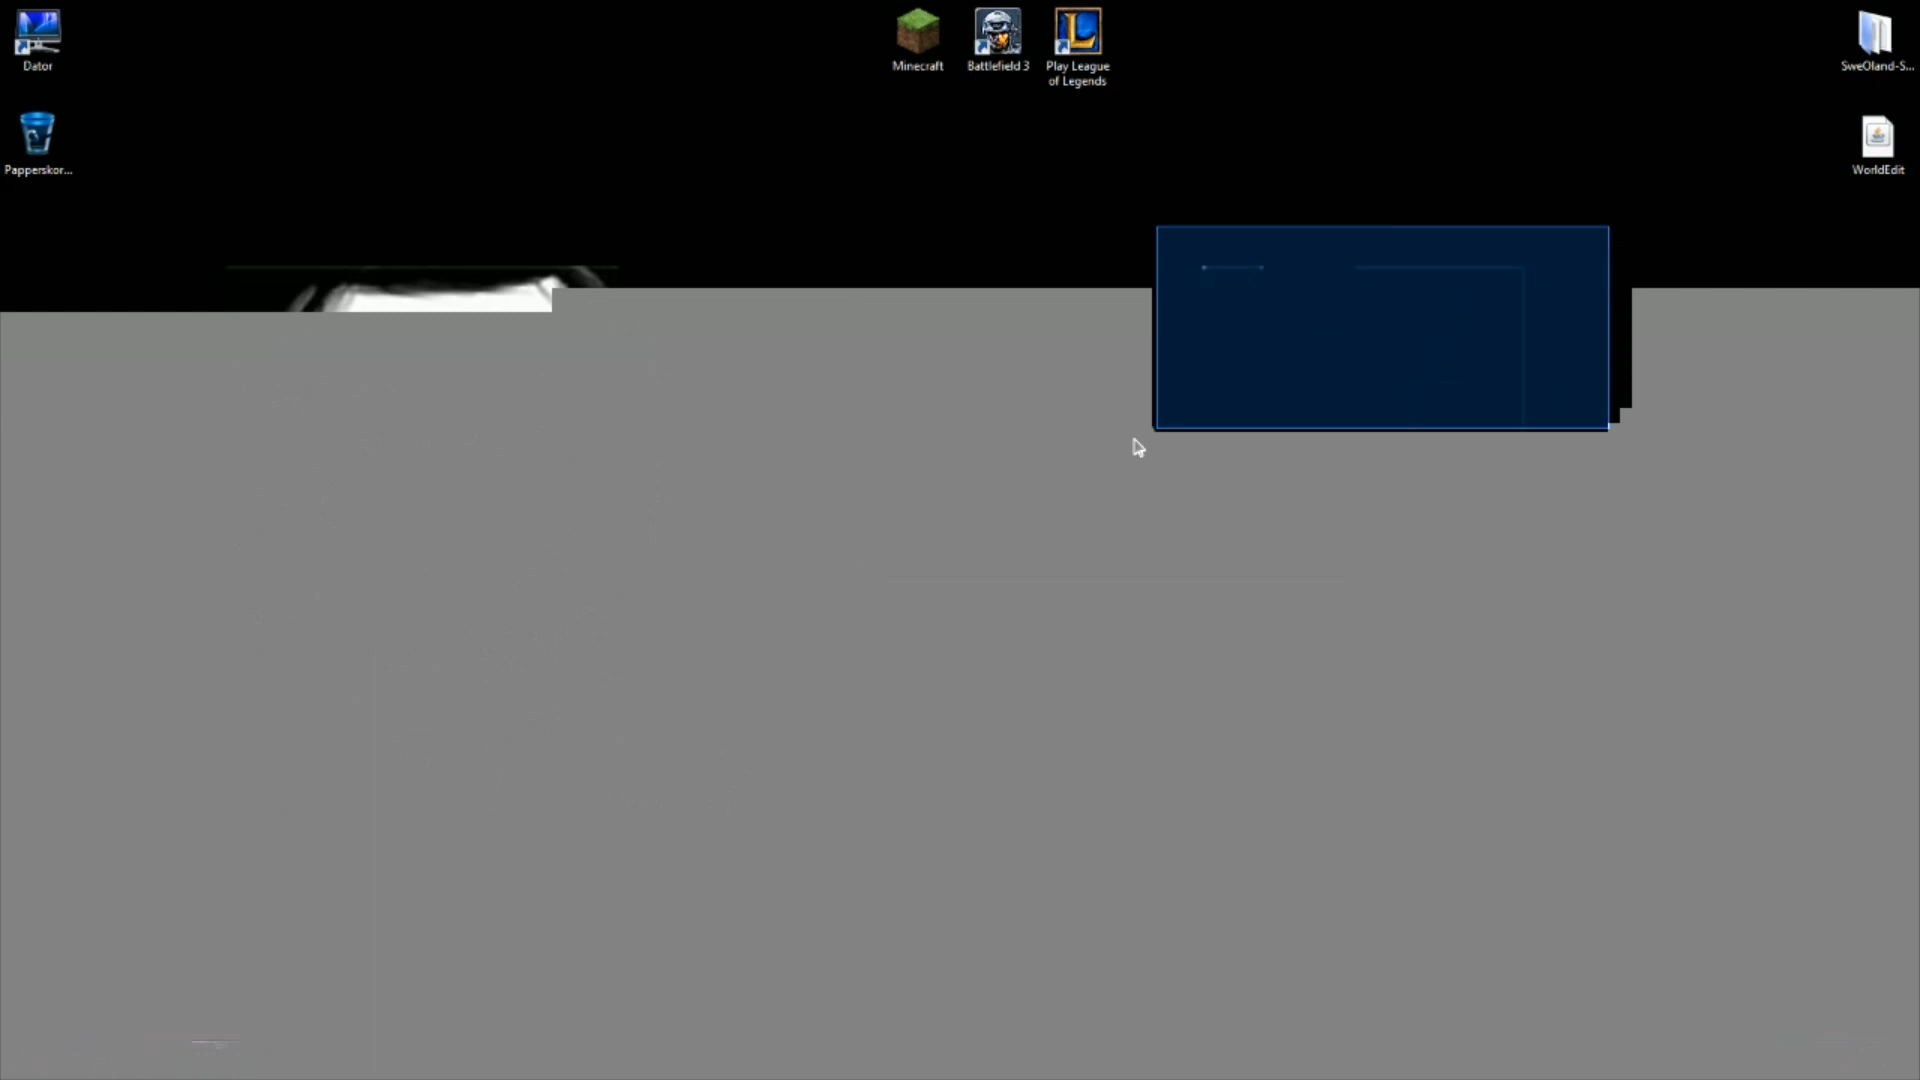 Dator
Minecraft
Battlefield 3
Play League
of Legends
SweOland-S...
Papperskor...
WorldEdit